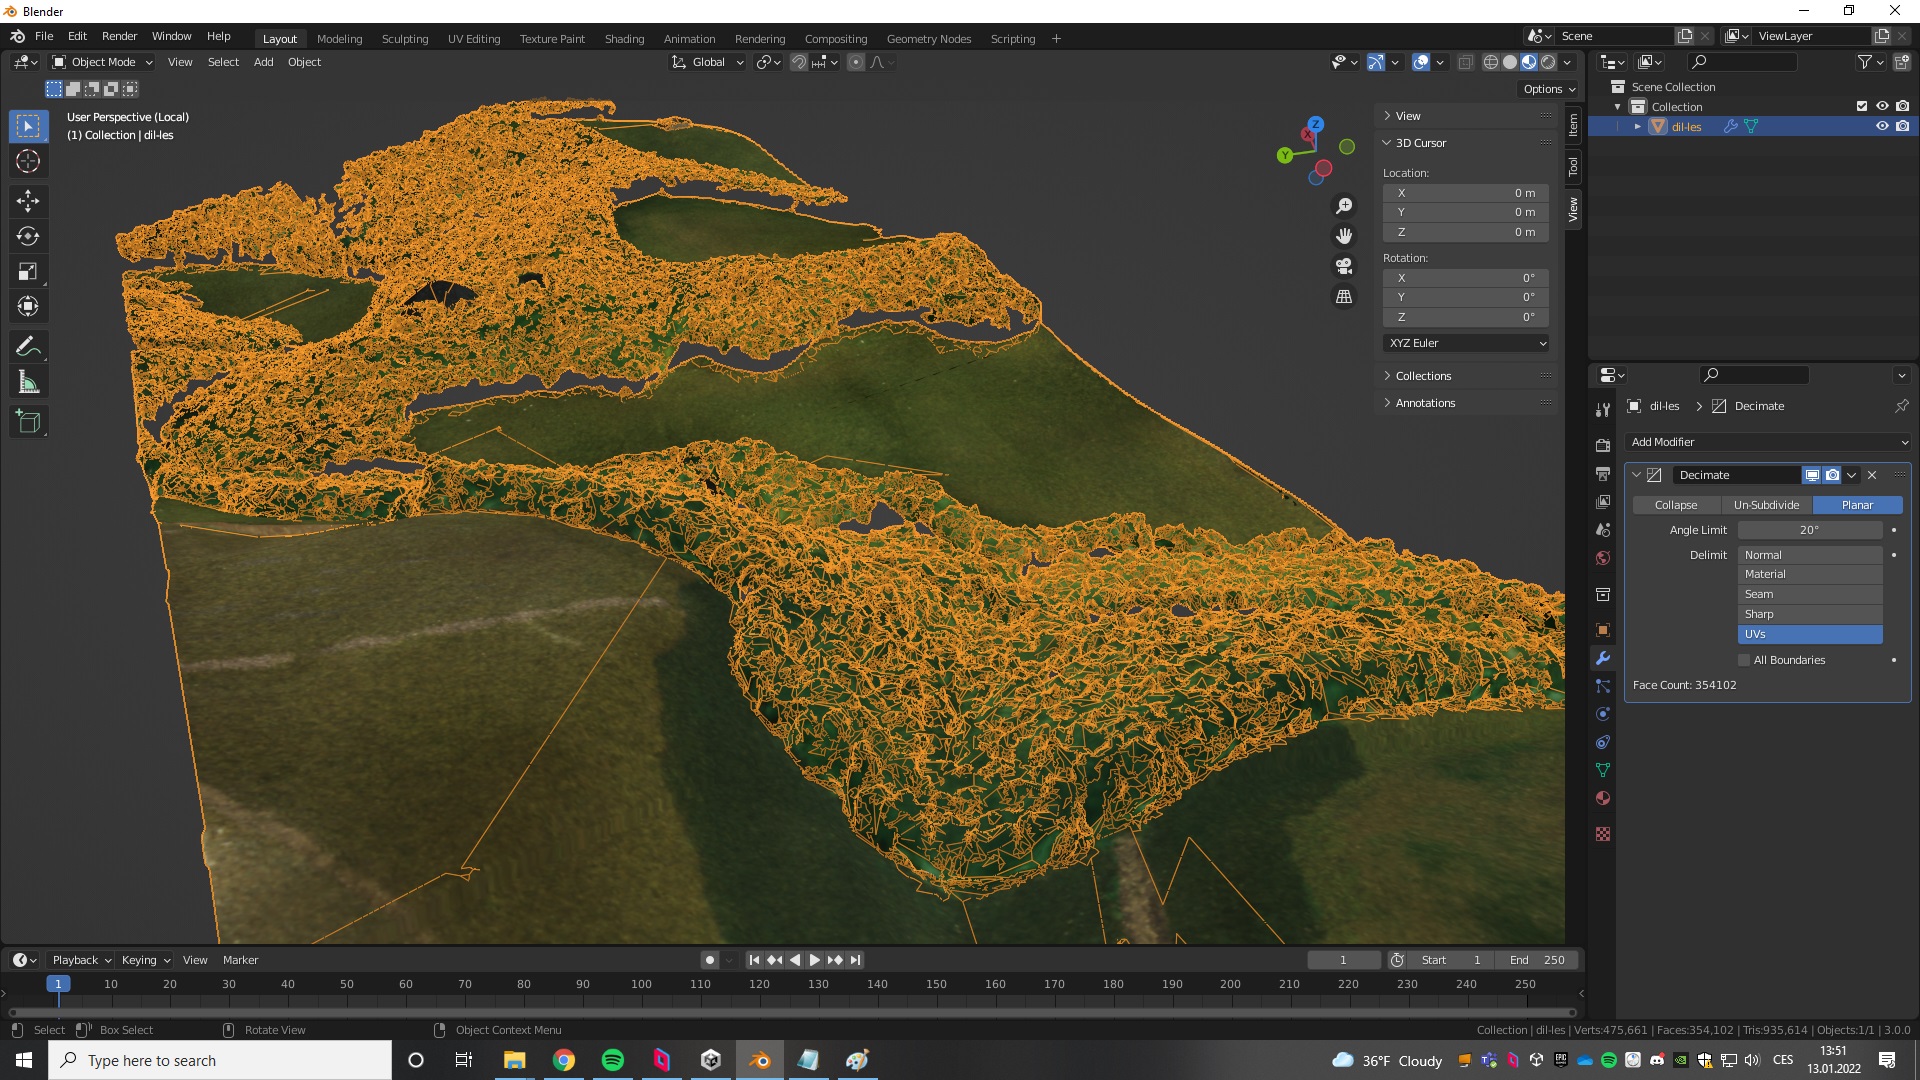 Blender
File Edit Render Window Help Layout Modeling Sculpting UV Editing Texture Paint Shading Animation Rendering Compositing Geometry Nodes Scripting + Scene ViewLayer
Object Mode View Select Add Object Global
Options
User Perspective (Local)
(1) Collection | dil-les
Z
X
Y
View
3D Cursor
Location:
X 0 m
Y 0 m
Z 0 m
Rotation:
X 0°
Y 0°
Z 0°
XYZ Euler
Collections
Annotations
Item
Tool
View
Scene Collection
Collection
dil-les
dil-les > Decimate
Add Modifier
Decimate
Collapse Un-Subdivide Planar
Angle Limit 20°
Delimit Normal
Material
Seam
Sharp
UVs
All Boundaries
Face Count: 354102
Playback Keying View Marker 1 Start 1 End 250
1 10 20 30 40 50 60 70 80 90 100 110 120 130 140 150 160 170 180 190 200 210 220 230 240 250
Select Box Select Rotate View Object Context Menu Collection | dil-les | Verts:475,661 | Faces:354,102 | Tris:935,614 | Objects:1/1 | 3.0.0
Type here to search 36°F Cloudy CES 13:51
13.01.2022